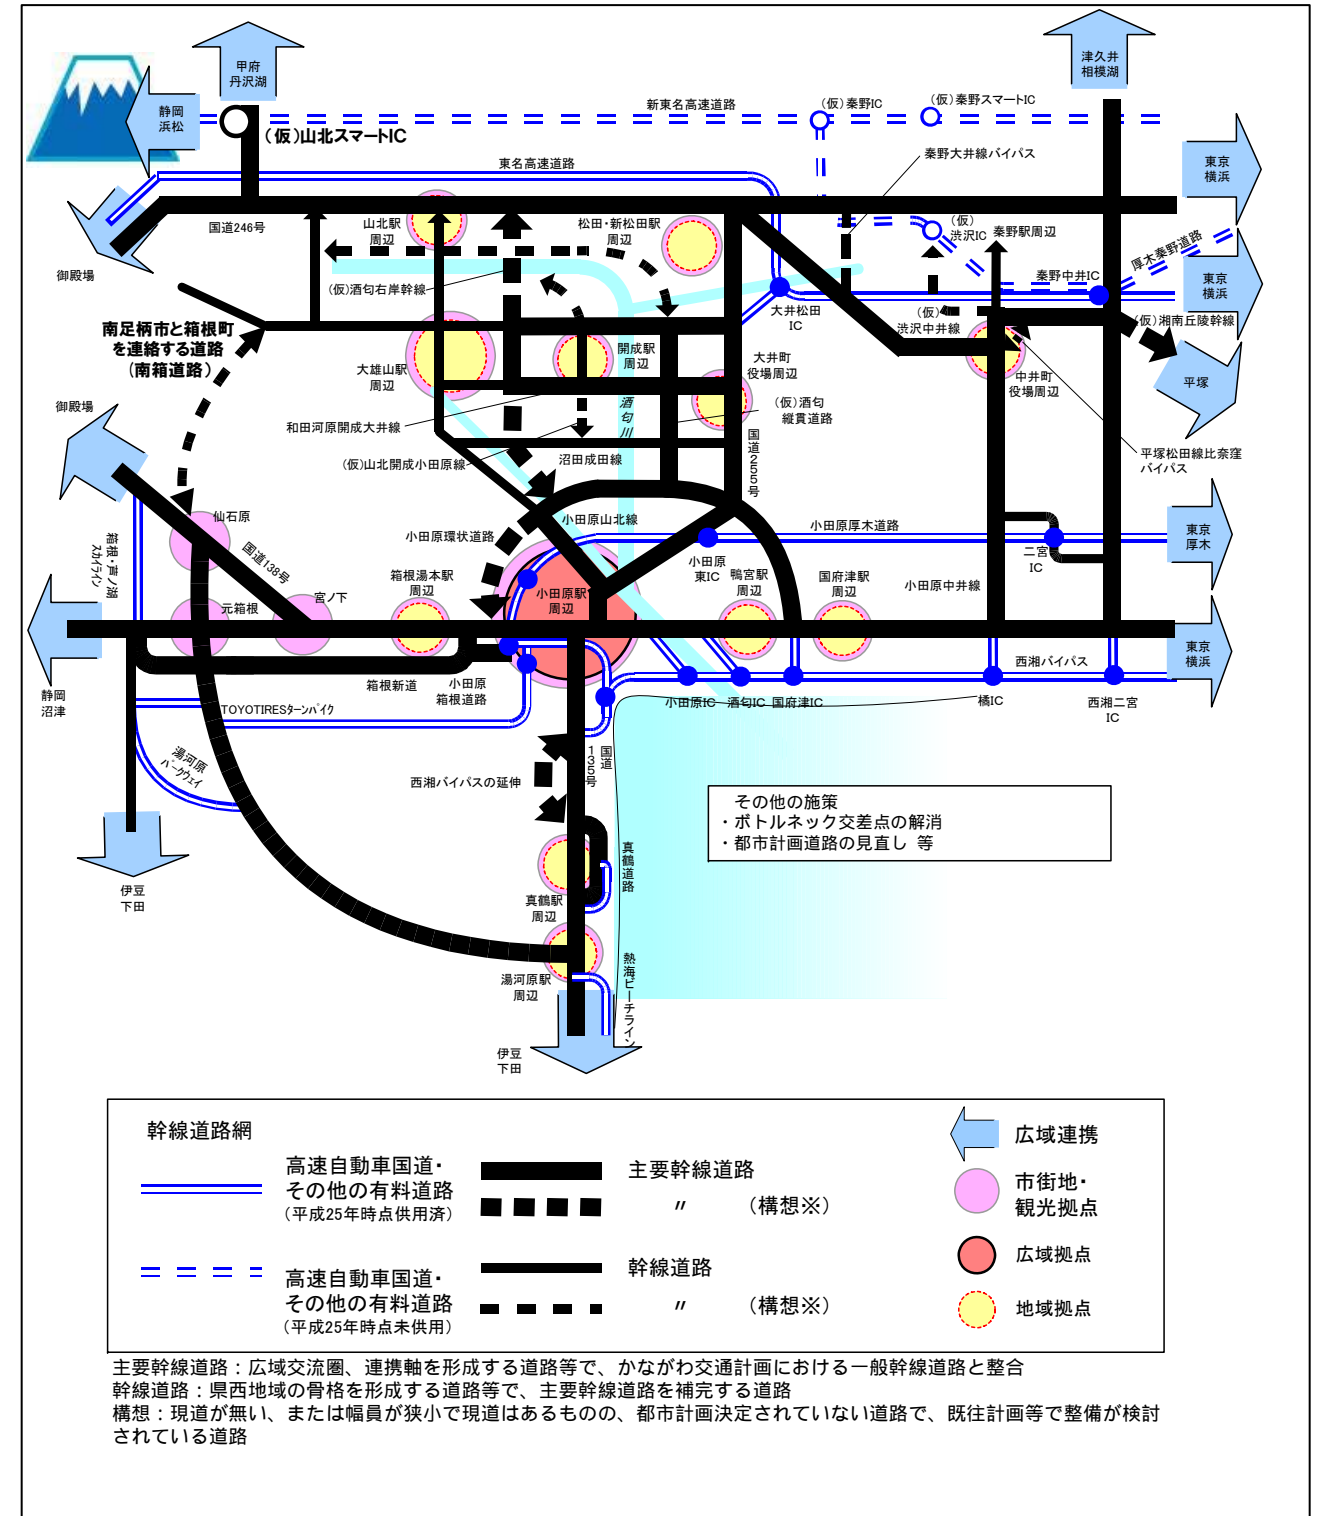 甲府
丹沢湖
津久井
相模湖
静岡
浜松
新東名高速道路
（仮）秦野IC
（仮）秦野スマートIC
（仮）山北スマートIC
東名高速道路
秦野大井線バイパス
東京
横浜
国道246号
山北駅
周辺
松田・新松田駅
周辺
（仮）
渋沢IC
秦野駅周辺
厚木秦野道路
御殿場
（仮）酒匂右岸幹線
秦野中井IC
東京
横浜
大井松田
IC
（仮）
渋沢中井線
（仮）湘南丘陵幹線
南足柄市と箱根町
を連絡する道路
（南箱道路）
大雄山駅
周辺
開成駅
周辺
大井町
役場周辺
中井町
役場周辺
平塚
御殿場
和田河原開成大井線
酒匂川
（仮）酒匂
縦貫道路
国道255号
（仮）山北開成小田原線
沼田成田線
平塚松田線比奈窪
バイパス
仙石原
小田原環状道路
小田原山北線
小田原厚木道路
東京
厚木
箱根・芦ノ湖
スカイライン
国道138号
小田原
東IC
二宮
IC
元箱根
宮ノ下
箱根湯本駅
周辺
小田原駅
周辺
鴨宮駅
周辺
国府津駅
周辺
小田原中井線
東京
横浜
静岡
沼津
箱根新道
小田原
箱根道路
西湘バイパス
TOYOTIRESターンパイク
小田原IC
酒匂IC
国府津IC
橘IC
西湘二宮
IC
湯河原
パークウェイ
国道
135号
西湘バイパスの延伸
その他の施策
・ボトルネック交差点の解消
・都市計画道路の見直し 等
真鶴道路
伊豆
下田
真鶴駅
周辺
湯河原駅
周辺
熱海ビーチライン
伊豆
下田
幹線道路網
高速自動車国道・
その他の有料道路
（平成25年時点供用済）
主要幹線道路
〃 （構想※）
広域連携
市街地・
観光拠点
広域拠点
高速自動車国道・
その他の有料道路
（平成25年時点未供用）
幹線道路
〃 （構想※）
地域拠点
主要幹線道路：広域交流圏、連携軸を形成する道路等で、かながわ交通計画における一般幹線道路と整合
幹線道路：県西地域の骨格を形成する道路等で、主要幹線道路を補完する道路
構想：現道が無い、または幅員が狭小で現道はあるものの、都市計画決定されていない道路で、既往計画等で整備が検討
されている道路